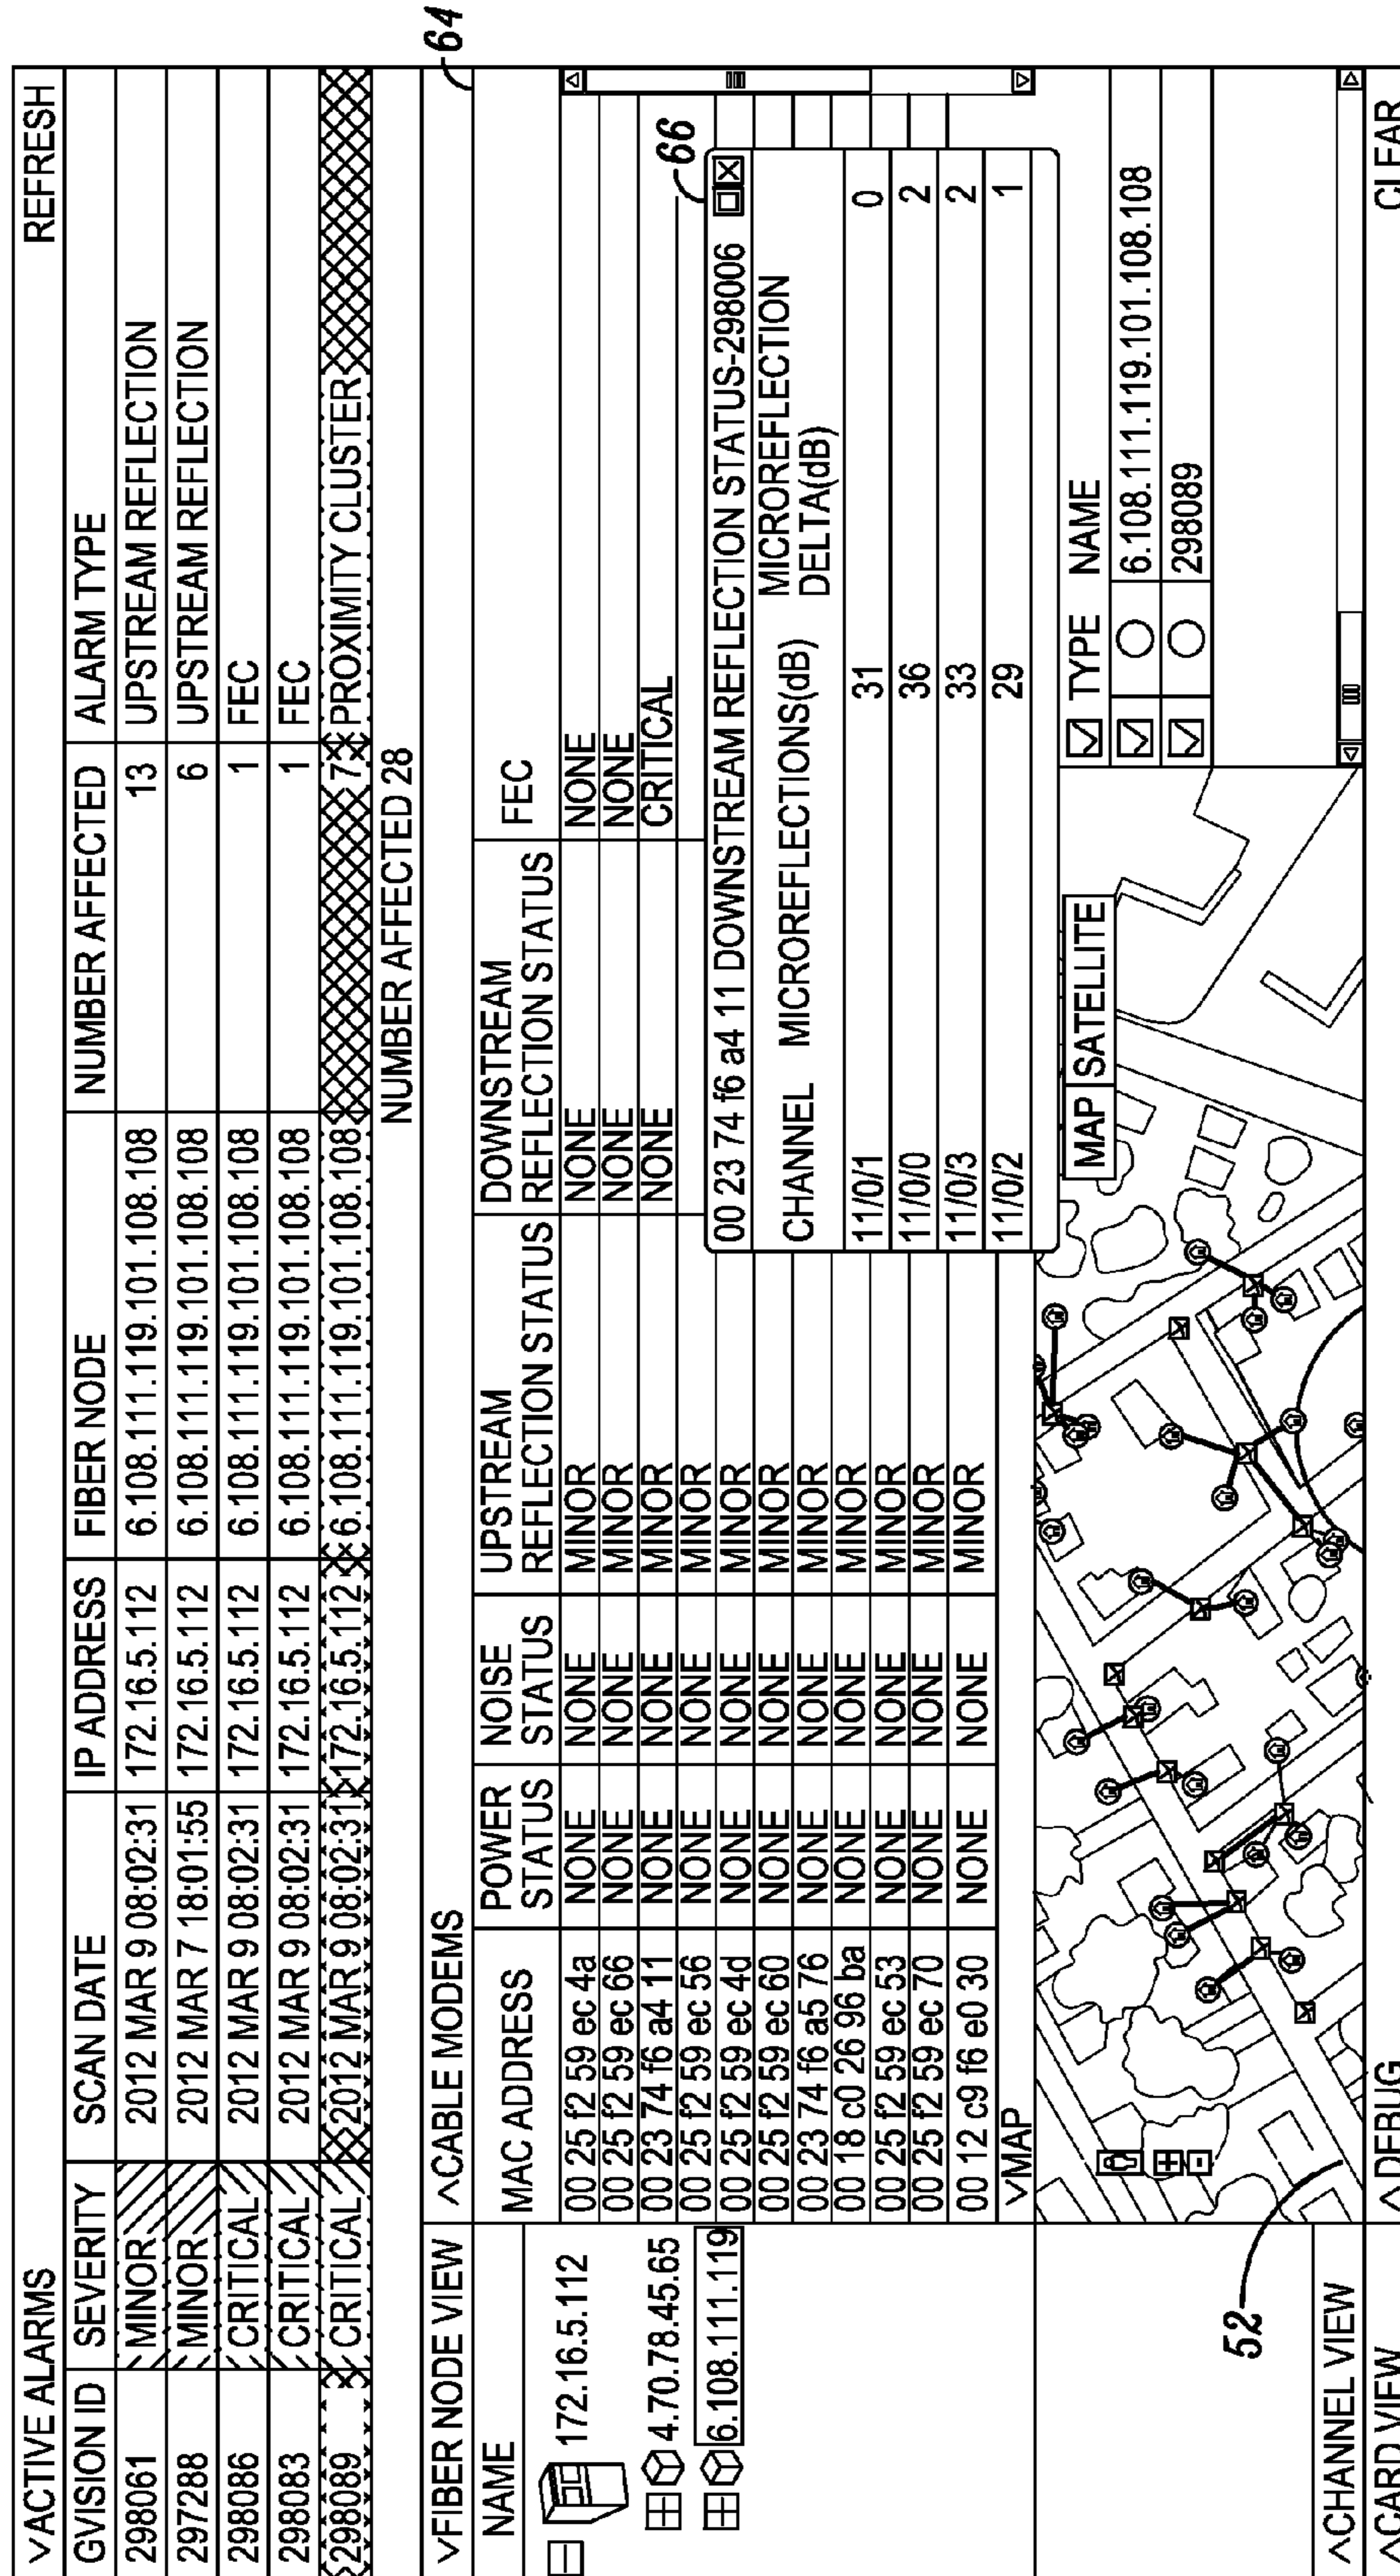 ∨ACTIVE ALARMS REFRESH
GVISION ID SEVERITY SCAN DATE IP ADDRESS FIBER NODE NUMBER AFFECTED ALARM TYPE
298061 MINOR 2012 MAR 9 08:02:31 172.16.5.112 6.108.111.119.101.108.108 13 UPSTREAM REFLECTION
297288 MINOR 2012 MAR 7 18:01:55 172.16.5.112 6.108.111.119.101.108.108 6 UPSTREAM REFLECTION
298086 CRITICAL 2012 MAR 9 08:02:31 172.16.5.112 6.108.111.119.101.108.108 1 FEC
298083 CRITICAL 2012 MAR 9 08:02:31 172.16.5.112 6.108.111.119.101.108.108 1 FEC
298089 CRITICAL 2012 MAR 9 08:02:31 172.16.5.112 6.108.111.119.101.108.108 7 PROXIMITY CLUSTER
NUMBER AFFECTED 28
64
∨FIBER NODE VIEW
NAME
172.16.5.112
4.70.78.45.65
6.108.111.119
∧CABLE MODEMS
MAC ADDRESS POWER STATUS NOISE STATUS UPSTREAM REFLECTION STATUS DOWNSTREAM REFLECTION STATUS FEC
00 25 f2 59 ec 4a NONE NONE MINOR NONE NONE
00 25 f2 59 ec 66 NONE NONE MINOR NONE NONE
00 23 74 f6 a4 11 NONE NONE MINOR NONE CRITICAL
00 25 f2 59 ec 56 NONE NONE MINOR
00 25 f2 59 ec 4d NONE NONE MINOR
00 25 f2 59 ec 60 NONE NONE MINOR
00 23 74 f6 a5 76 NONE NONE MINOR
00 18 c0 26 96 ba NONE NONE MINOR
00 25 f2 59 ec 53 NONE NONE MINOR
00 25 f2 59 ec 70 NONE NONE MINOR
00 12 c9 f6 e0 30 NONE NONE MINOR
66
00 23 74 f6 a4 11 DOWNSTREAM REFLECTION STATUS-298006
CHANNEL MICROREFLECTIONS(dB) MICROREFLECTION
DELTA(dB)
11/0/1 31 0
11/0/0 36 2
11/0/3 33 2
11/0/2 29 1
∨MAP
MAP SATELLITE
TYPE NAME
6.108.111.119.101.108.108
298089
52
∧CHANNEL VIEW
∧CARD VIEW ∧DEBUG CLEAR